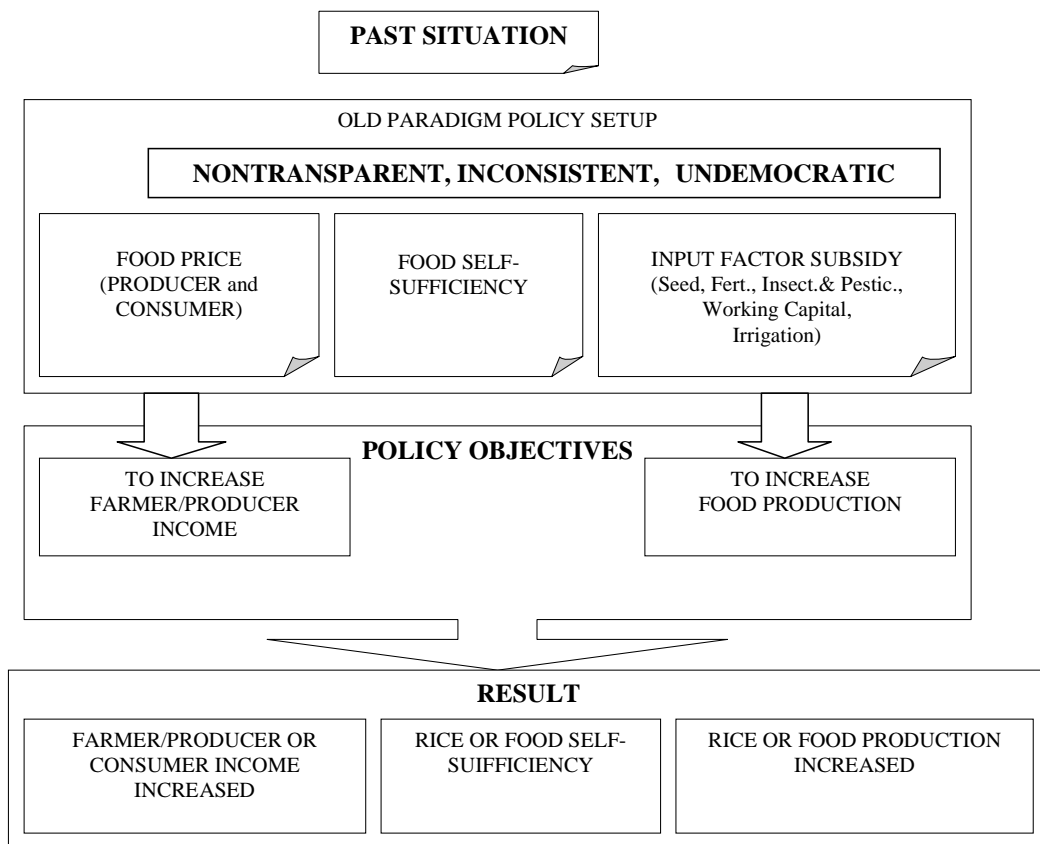 PAST SITUATION
OLD PARADIGM POLICY SETUP
NONTRANSPARENT, INCONSISTENT, UNDEMOCRATIC
FOOD PRICE
(PRODUCER and
CONSUMER)
FOOD SELF-
SUFFICIENCY
INPUT FACTOR SUBSIDY
(Seed, Fert., Insect.& Pestic.,
Working Capital,
Irrigation)
POLICY OBJECTIVES
TO INCREASE
FARMER/PRODUCER
INCOME
TO INCREASE
FOOD PRODUCTION
RESULT
FARMER/PRODUCER OR
CONSUMER INCOME
INCREASED
RICE OR FOOD SELF-
SUIFFICIENCY
RICE OR FOOD PRODUCTION
INCREASED